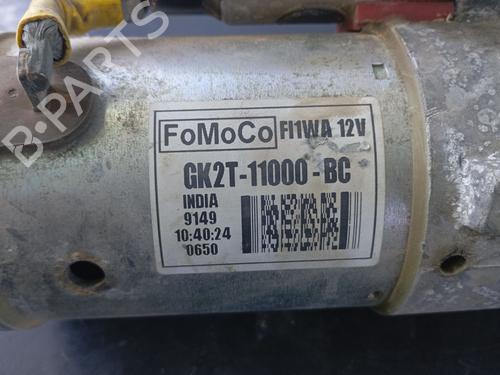 FoMoCo FI1WA 12V
GK2T-11000-BC
INDIA
9149
10:40:24
0650
B-PARTS